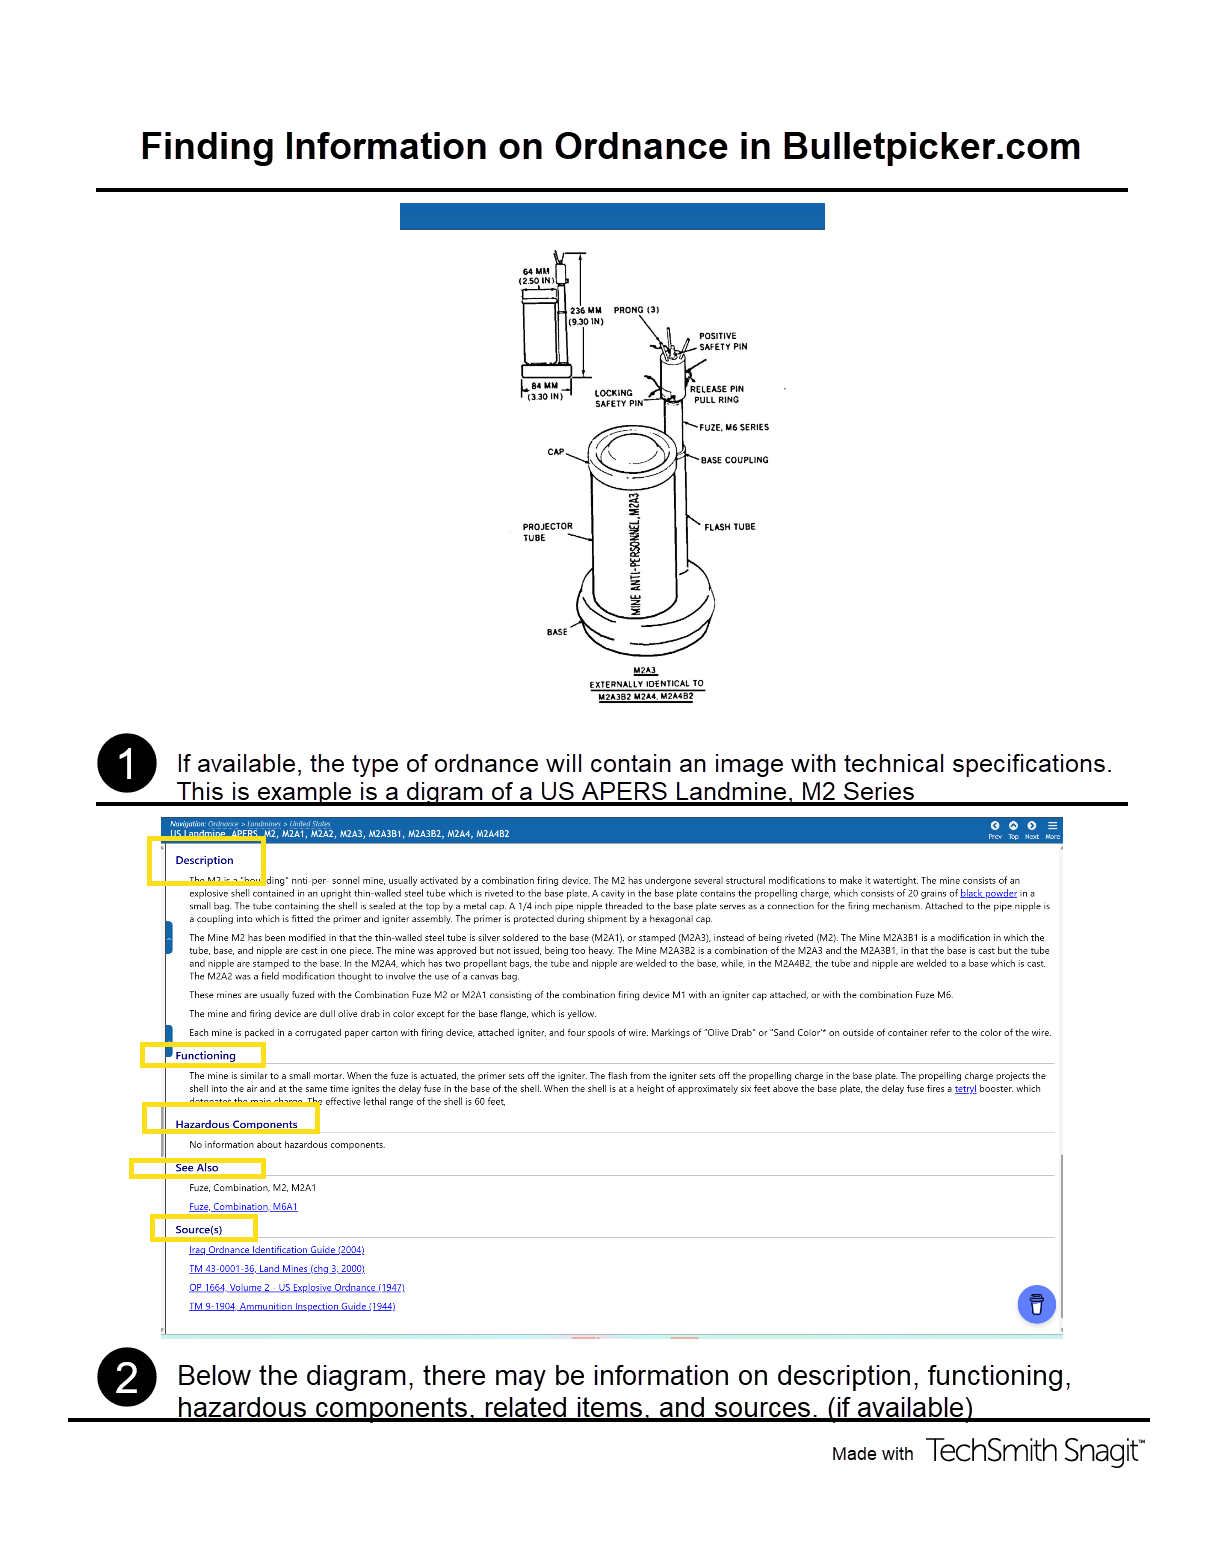 Finding Information on Ordnance in Bulletpicker.com
64 MM
(2.50 IN)
236 MM
(9.30 IN)
PRONG (3)
POSITIVE
SAFETY PIN
84 MM
(3.30 IN)
LOCKING
SAFETY PIN
RELEASE PIN
PULL RING
FUZE, M6 SERIES
CAP
BASE COUPLING
PROJECTOR
TUBE
MINE ANTI-PERSONNEL, M2A3
FLASH TUBE
BASE
M2A3
EXTERNALLY IDENTICAL TO
M2A3B2 M2A4, M2A4B2
1
If available, the type of ordnance will contain an image with technical specifications.
This is example is a digram of a US APERS Landmine, M2 Series
Navigation: Ordnance > Landmines > United States
US Landmine, APERS, M2, M2A1, M2A2, M2A3, M2A3B1, M2A3B2, M2A4, M2A4B2
Prev Top Next More
Description
The M2 is a "bounding" nnti-per- sonnel mine, usually activated by a combination firing device. The M2 has undergone several structural modifications to make it watertight. The mine consists of an
explosive shell contained in an upright thin-walled steel tube which is riveted to the base plate. A cavity in the base plate contains the propelling charge, which consists of 20 grains of black powder in a
small bag. The tube containing the shell is sealed at the top by a metal cap. A 1/4 inch pipe nipple threaded to the base plate serves as a connection for the firing mechanism. Attached to the pipe nipple is
a coupling into which is fitted the primer and igniter assembly. The primer is protected during shipment by a hexagonal cap.
The Mine M2 has been modified in that the thin-walled steel tube is silver soldered to the base (M2A1), or stamped (M2A3), instead of being riveted (M2). The Mine M2A3B1 is a modification in which the
tube, base, and nipple are cast in one piece. The mine was approved but not issued, being too heavy. The Mine M2A3B2 is a combination of the M2A3 and the M2A3B1, in that the base is cast but the tube
and nipple are stamped to the base. In the M2A4, which has two propellant bags, the tube and nipple are welded to the base, while, in the M2A4B2, the tube and nipple are welded to a base which is cast.
The M2A2 was a field modification thought to involve the use of a canvas bag.
These mines are usually fuzed with the Combination Fuze M2 or M2A1 consisting of the combination firing device M1 with an igniter cap attached, or with the combination Fuze M6.
The mine and firing device are dull olive drab in color except for the base flange, which is yellow.
Each mine is packed in a corrugated paper carton with firing device, attached igniter, and four spools of wire. Markings of "Olive Drab" or "Sand Color'* on outside of container refer to the color of the wire.
Functioning
The mine is similar to a small mortar. When the fuze is actuated, the primer sets off the igniter. The flash from the igniter sets off the propelling charge in the base plate. The propelling charge projects the
shell into the air and at the same time ignites the delay fuse in the base of the shell. When the shell is at a height of approximately six feet above the base plate, the delay fuse fires a tetryl booster. which
detonates the main charge. The effective lethal range of the shell is 60 feet,
Hazardous Components
No information about hazardous components.
See Also
Fuze, Combination, M2, M2A1
Fuze, Combination, M6A1
Source(s)
Iraq Ordnance Identification Guide (2004)
TM 43-0001-36, Land Mines (chg 3, 2000)
OP 1664, Volume 2 - US Explosive Ordnance (1947)
TM 9-1904, Ammunition Inspection Guide (1944)
2
Below the diagram, there may be information on description, functioning,
hazardous components, related items, and sources. (if available)
Made with TechSmith Snagit™